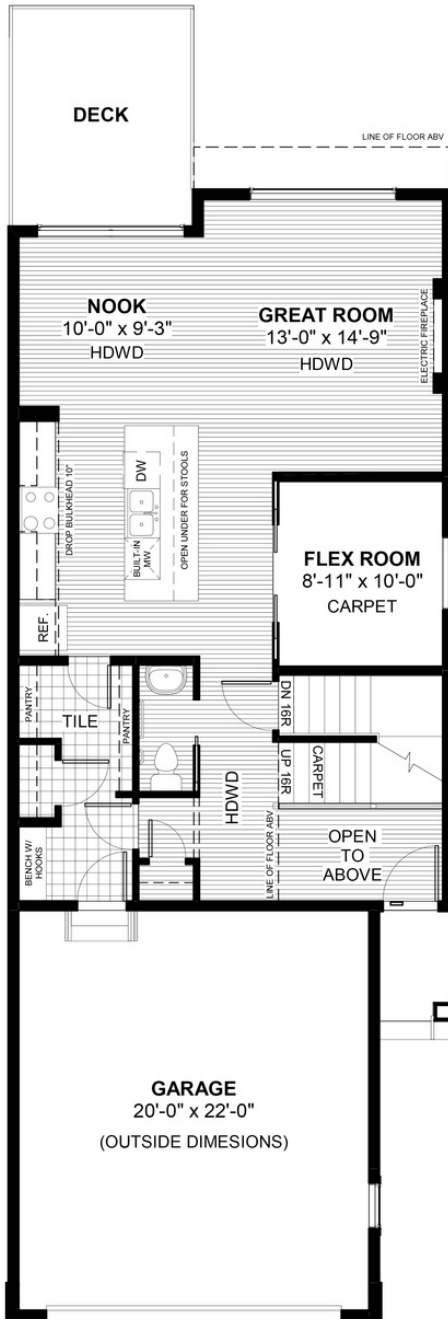 DECK
LINE OF FLOOR ABV
NOOK
10'-0" x 9'-3"
HDWD
GREAT ROOM
13'-0" x 14'-9"
HDWD
ELECTRIC FIREPLACE
DROP BULKHEAD 10"
DW
BUILT-IN
MW
OPEN UNDER FOR STOOLS
REF.
FLEX ROOM
8'-11" x 10'-0"
CARPET
PANTRY
TILE
PANTRY
DN 16R
UP 16R
CARPET
HDWD
LINE OF FLOOR ABV
OPEN
TO
ABOVE
BENCH W/
HOOKS
GARAGE
20'-0" x 22'-0"
(OUTSIDE DIMESIONS)